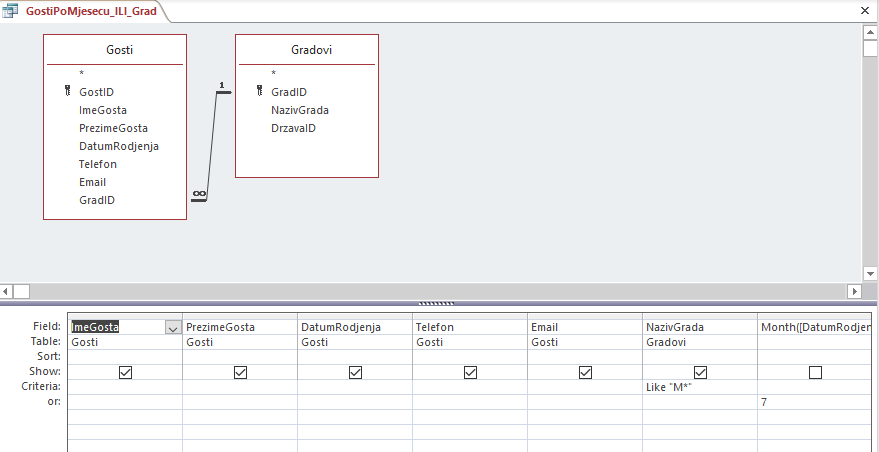 GostiPoMjesecu_ILI_Grad
Gosti
*
GostID
ImeGosta
PrezimeGosta
DatumRodjenja
Telefon
Email
GradID
1
∞
Gradovi
*
GradID
NazivGrada
DrzavaID
Field: ImeGosta PrezimeGosta DatumRodjenja Telefon Email NazivGrada Month([DatumRodjen
Table: Gosti Gosti Gosti Gosti Gosti Gradovi
Sort:
Show:
Criteria: Like "M*"
or: 7